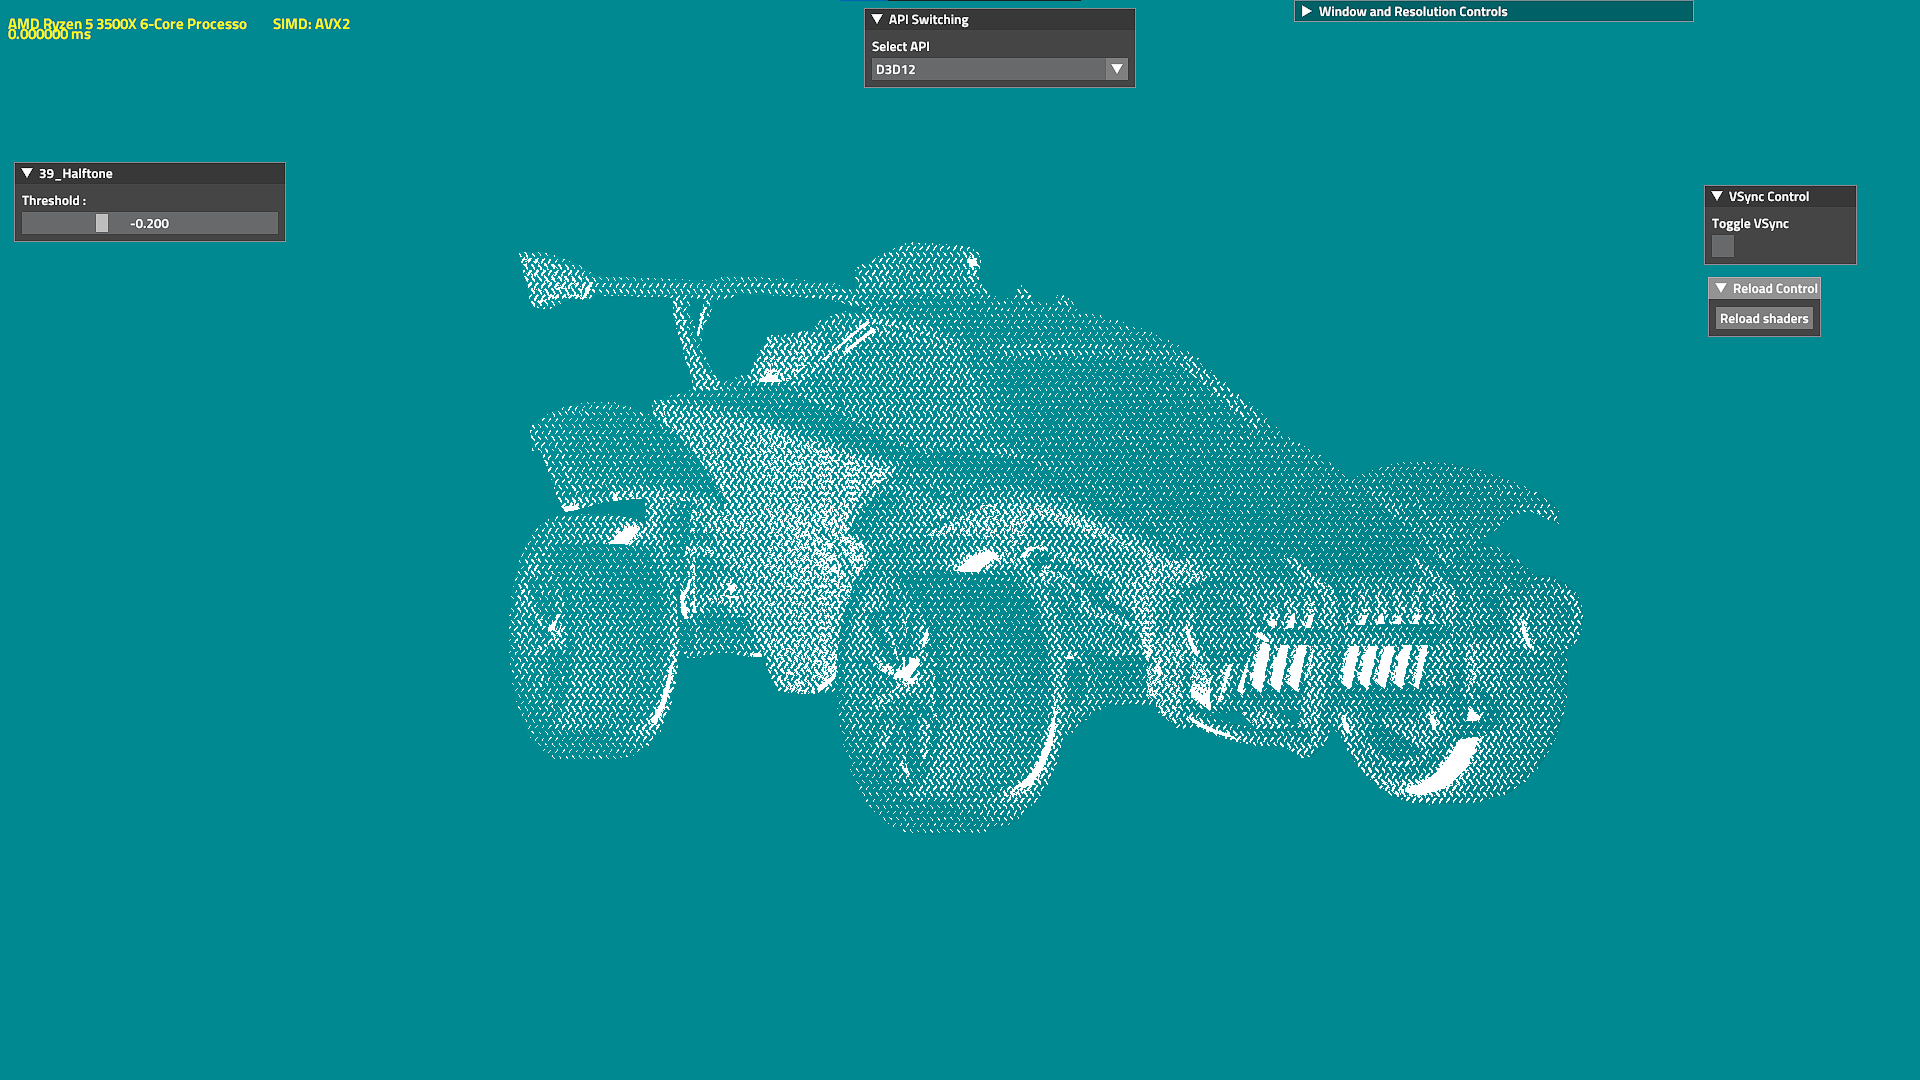 AMD Ryzen 5 3500X 6-Core Processo SIMD: AVX2
0.000000 ms
API Switching
Select API
D3D12
Window and Resolution Controls
39_Halftone
Threshold :
-0.200
VSync Control
Toggle VSync
Reload Control
Reload shaders